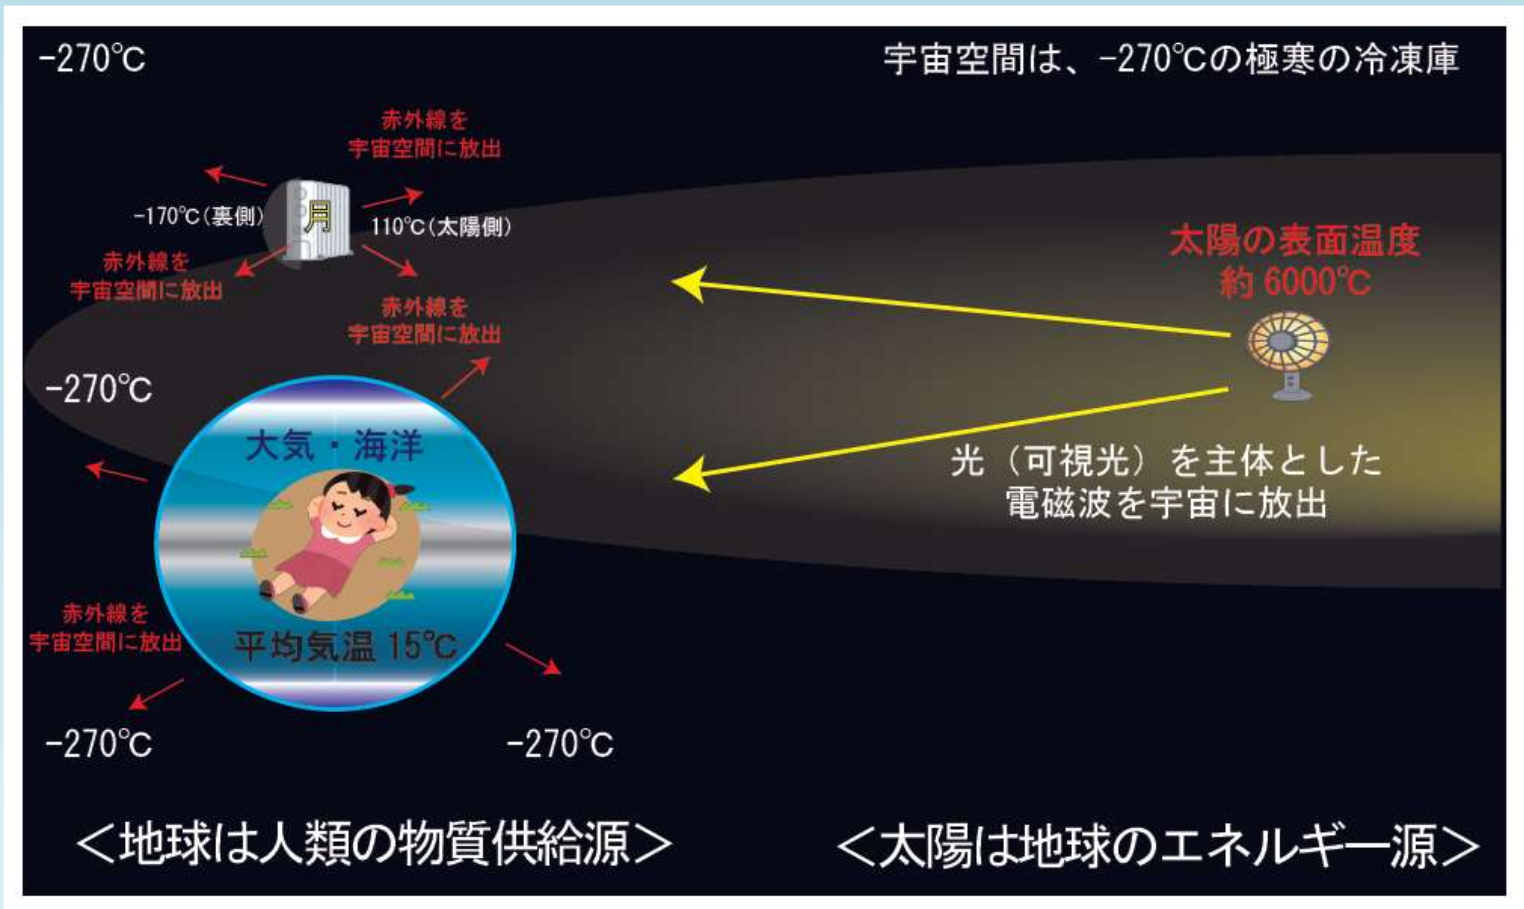 -270℃
宇宙空間は、-270℃の極寒の冷凍庫
赤外線を
宇宙空間に放出
-170℃(裏側)
月
110℃(太陽側)
赤外線を
宇宙空間に放出
赤外線を
宇宙空間に放出
太陽の表面温度
約6000℃
-270℃
大気・海洋
光(可視光)を主体とした
電磁波を宇宙に放出
赤外線を
宇宙空間に放出
平均気温15℃
-270℃
-270℃
<地球は人類の物質供給源>
<太陽は地球のエネルギー源>